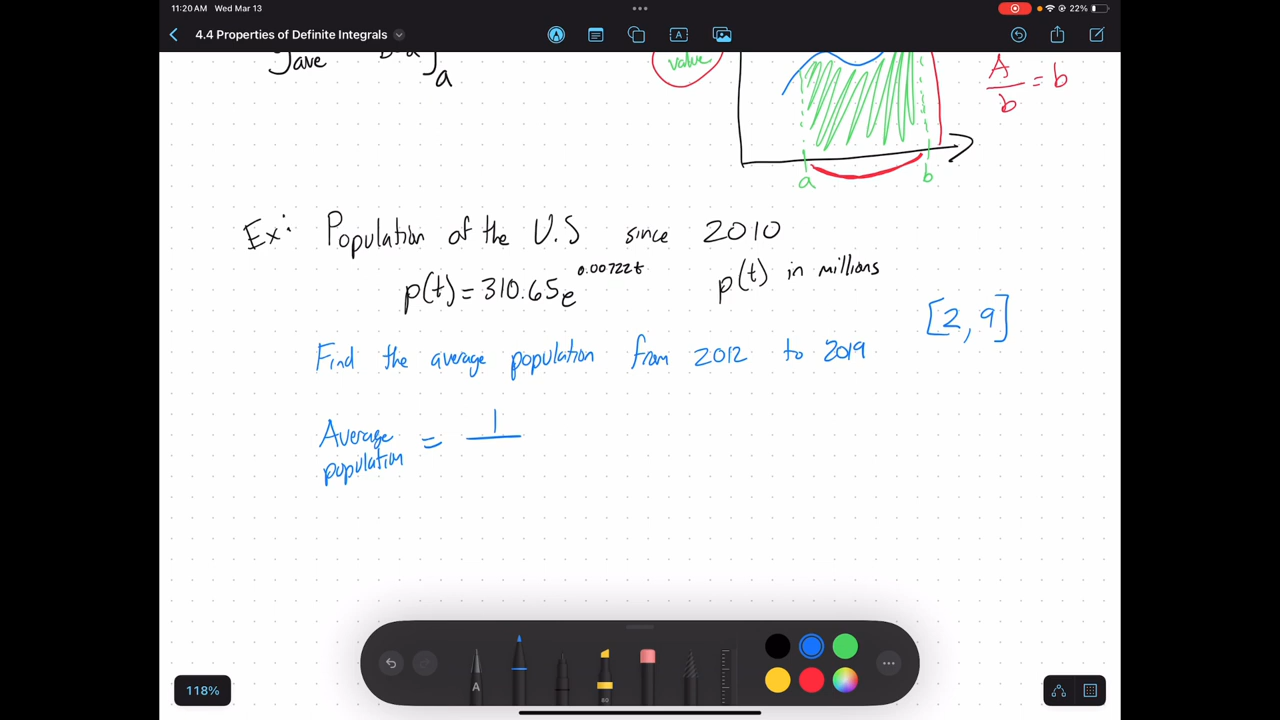 11:20 AM Wed Mar 13
22%
4.4 Properties of Definite Integrals
ave
a
value
A/b = b
a
b
Ex: Population of the U.S since 2010
p(t) = 310.65e^0.00722t p(t) in millions
[2, 9]
Find the average population from 2012 to 2019
Average population = 1
A
80
118%